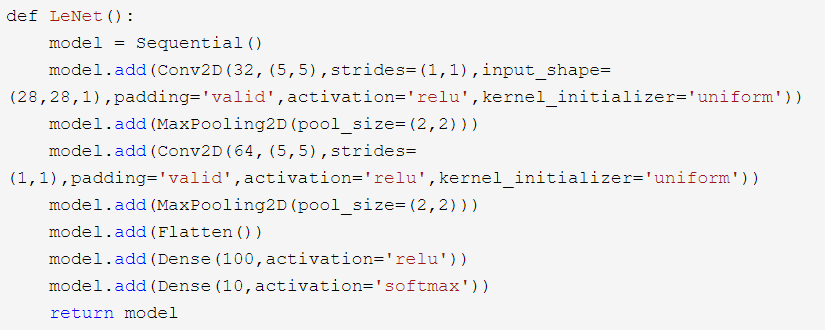 def LeNet():
    model = Sequential()
    model.add(Conv2D(32,(5,5),strides=(1,1),input_shape=
(28,28,1),padding='valid',activation='relu',kernel_initializer='uniform'))
    model.add(MaxPooling2D(pool_size=(2,2)))
    model.add(Conv2D(64,(5,5),strides=
(1,1),padding='valid',activation='relu',kernel_initializer='uniform'))
    model.add(MaxPooling2D(pool_size=(2,2)))
    model.add(Flatten())
    model.add(Dense(100,activation='relu'))
    model.add(Dense(10,activation='softmax'))
    return model